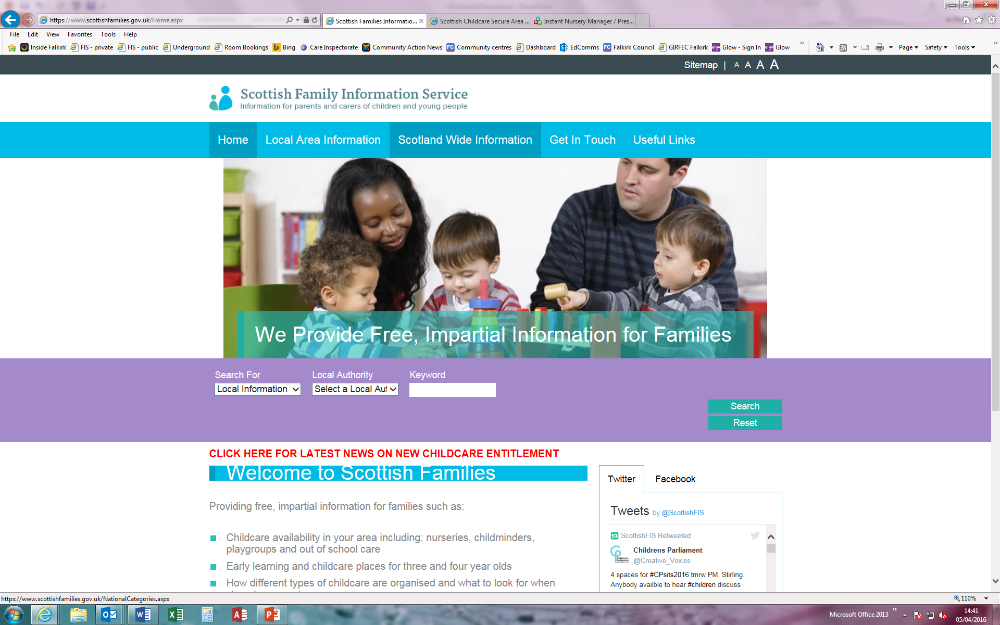 https://www.scottishfamilies.gov.uk/Home.aspx
Scottish Families Informatio...
Scottish Childcare Secure Area ...
Instant Nursery Manager / Pres...
File Edit View Favorites Tools Help
Inside Falkirk FIS - private FIS - public Underground Room Bookings Bing Care Inspectorate Community Action News Community centres Dashboard EdComms Falkirk Council GIRFEC Falkirk Glow - Sign In Glow Page Safety Tools
Sitemap | A A A A
Scottish Family Information Service
Information for parents and carers of children and young people
Home Local Area Information Scotland Wide Information Get In Touch Useful Links
We Provide Free, Impartial Information for Families
Search For Local Authority Keyword
Local Information Select a Local Aut
Search
Reset
CLICK HERE FOR LATEST NEWS ON NEW CHILDCARE ENTITLEMENT
Welcome to Scottish Families
Providing free, impartial information for families such as:
Childcare availability in your area including: nurseries, childminders,
playgroups and out of school care
Early learning and childcare places for three and four year olds
How different types of childcare are organised and what to look for when
Twitter Facebook
Tweets by @ScottishFIS
ScottishFIS Retweeted
Childrens Parliament
@Creative_Voices
4 spaces for #CPsits2016 tmrw PM, Stirling.
Anybody availble to hear #children discuss
https://www.scottishfamilies.gov.uk/NationalCategories.aspx
110%
Microsoft Office 2013
14:41
05/04/2016